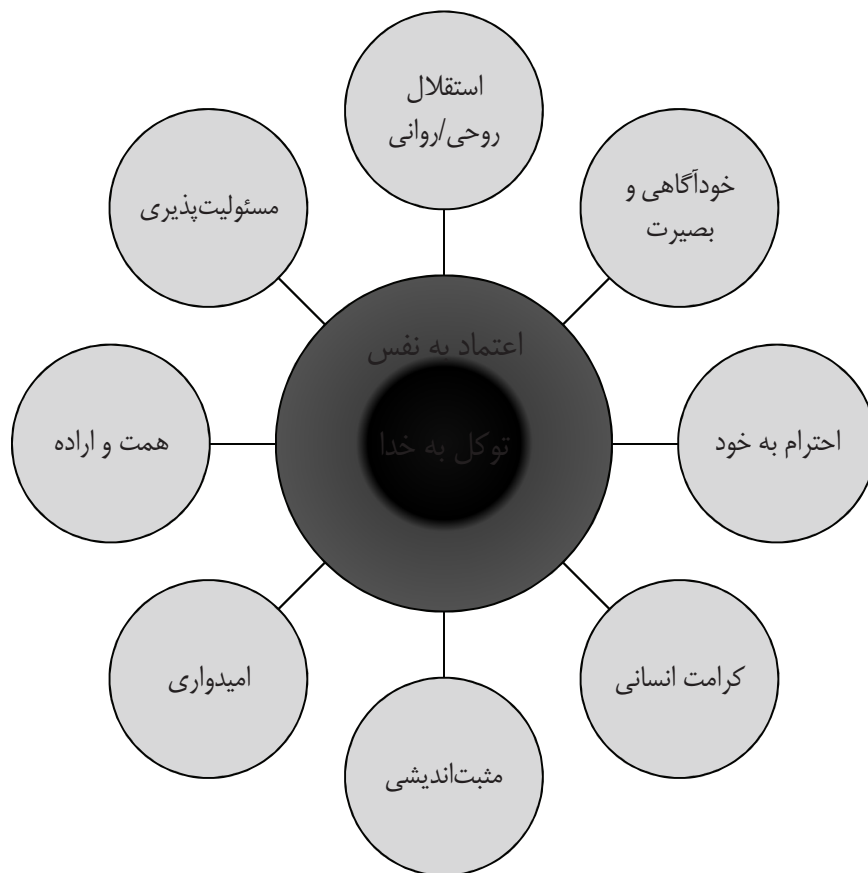 استقلال
روحی/روانی
خودآگاهی و
بصیرت
مسئولیت‌پذیری
اعتماد به نفس
توکل به خدا
احترام به خود
همت و اراده
کرامت انسانی
امیدواری
مثبت‌اندیشی